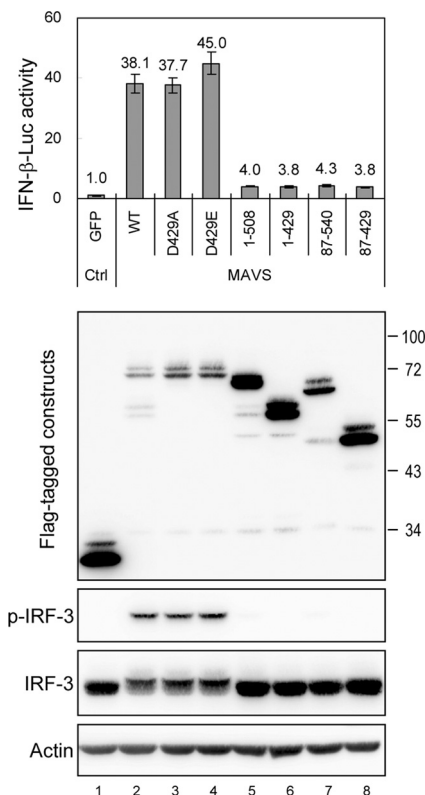 60
40
20
0
IFN-β-Luc activity
1.0
38.1
37.7
45.0
4.0
3.8
4.3
3.8
GFP
WT
D429A
D429E
1-508
1-429
87-540
87-429
Ctrl
MAVS
Flag-tagged constructs
100
72
55
43
34
p-IRF-3
IRF-3
Actin
1 2 3 4 5 6 7 8